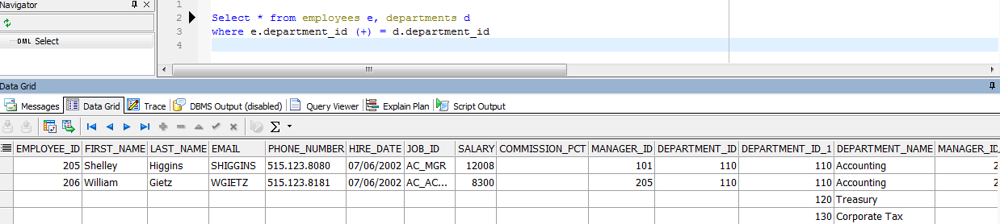 Navigator
DML Select
1
2 Select * from employees e, departments d
3 where e.department_id (+) = d.department_id
4
Data Grid
Messages Data Grid Trace DBMS Output (disabled) Query Viewer Explain Plan Script Output
EMPLOYEE_ID FIRST_NAME LAST_NAME EMAIL PHONE_NUMBER HIRE_DATE JOB_ID SALARY COMMISSION_PCT MANAGER_ID DEPARTMENT_ID DEPARTMENT_ID_1 DEPARTMENT_NAME MANAGER_ID_
205 Shelley Higgins SHIGGINS 515.123.8080 07/06/2002 AC_MGR 12008 101 110 110 Accounting 2
206 William Gietz WGIETZ 515.123.8181 07/06/2002 AC_AC... 8300 205 110 110 Accounting 2
120 Treasury
130 Corporate Tax